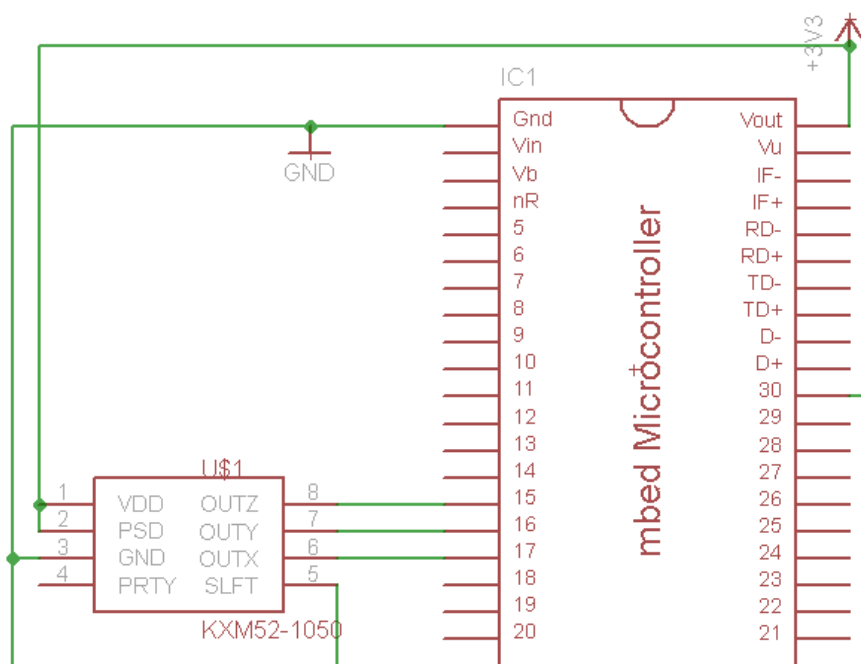 +3V3
IC1
GND
Gnd Vout
Vin Vu
Vb IF-
nR IF+
5 RD-
6 RD+
7 TD-
8 TD+
9 D-
10 D+
11 30
12 29
13 28
14 27
15 26
16 25
17 24
18 23
19 22
20 21
mbed Microcontroller
U$1
1 VDD OUTZ 8
2 PSD OUTY 7
3 GND OUTX 6
4 PRTY SLFT 5
KXM52-1050